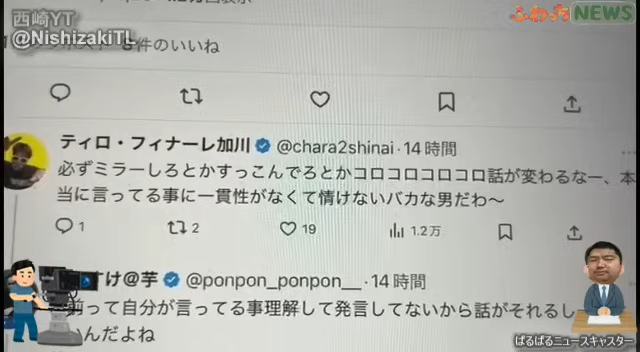 西崎YT
@NishizakiTL
ふわっちNEWS
件のいいね
ティロ・フィナーレ加川 @chara2shinai・14時間
必ずミラーしろとかすっこんでろとかコロコロコロコロ話が変わるなー、本
当に言ってる事に一貫性がなくて情けないバカな男だわ〜
1 2 19 1.2万
すけ@芋 @ponpon_ponpon__・14時間
って自分が言ってる事理解して発言してないから話がそれるし
んだよね
ぱるぱるニュースキャスター